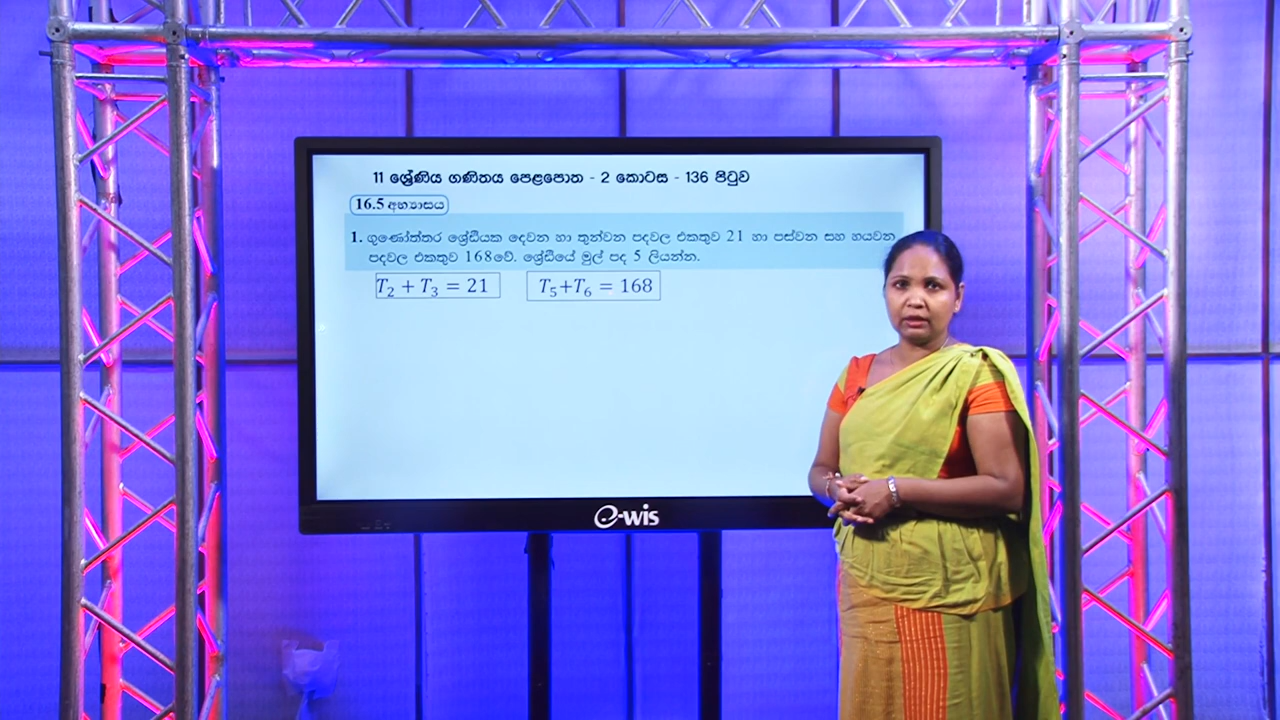 11 ශ්‍රේණිය ගණිතය පෙළපොත - 2 කොටස - 136 පිටුව
16.5 අභ්‍යාසය
1. ගුණෝත්තර ශ්‍රේඪියක දෙවන හා තුන්වන පදවල එකතුව 21 හා පස්වන සහ හයවන
පදවල එකතුව 168වේ. ශ්‍රේඪියේ මුල් පද 5 ලියන්න.
T₂ + T₃ = 21 T₅+T₆ = 168
e-wis